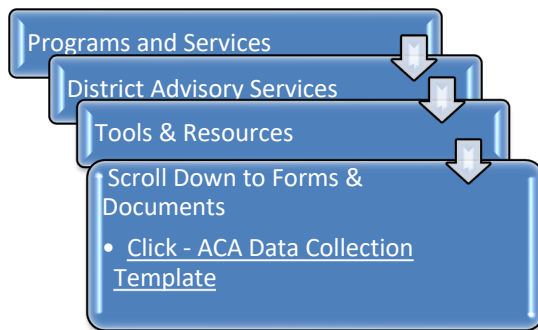 Programs and Services
District Advisory Services
Tools & Resources
• Scroll Down to Forms &
Documents
• Click - ACA Data Collection
Template